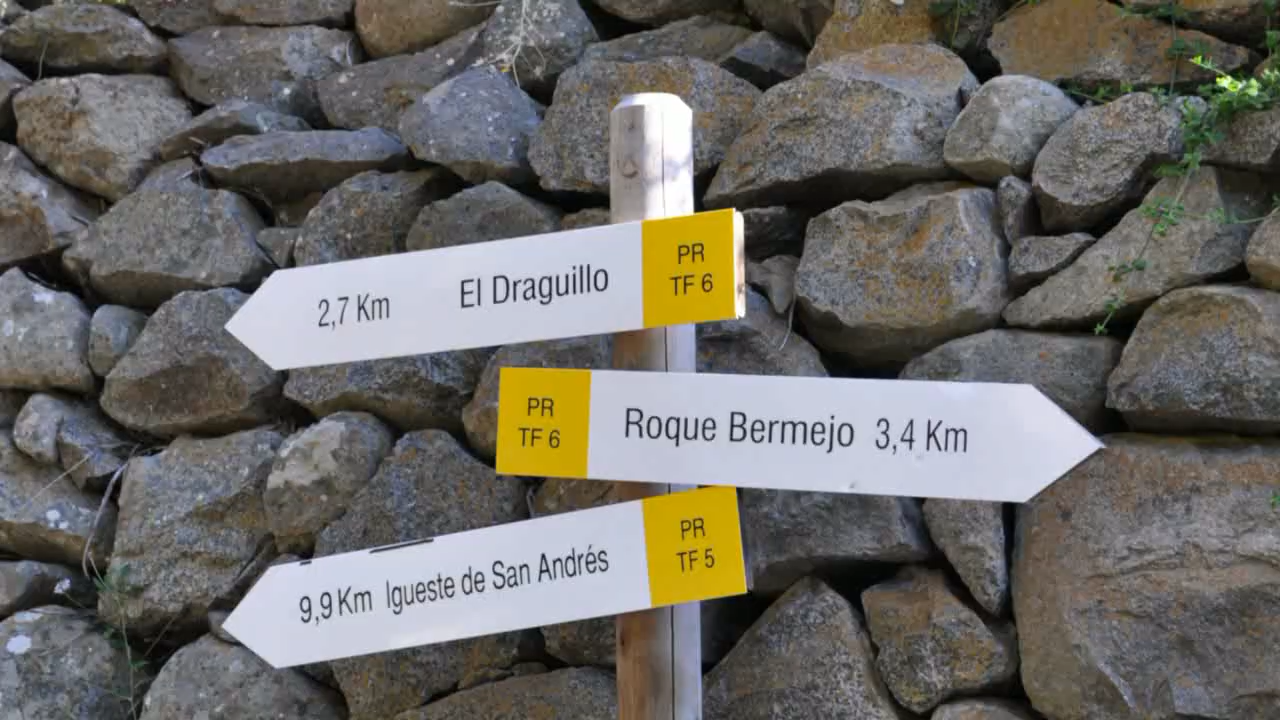 2,7 Km El Draguillo PR TF 6
PR TF 6 Roque Bermejo 3,4 Km
9,9 Km Igueste de San Andrés PR TF 5